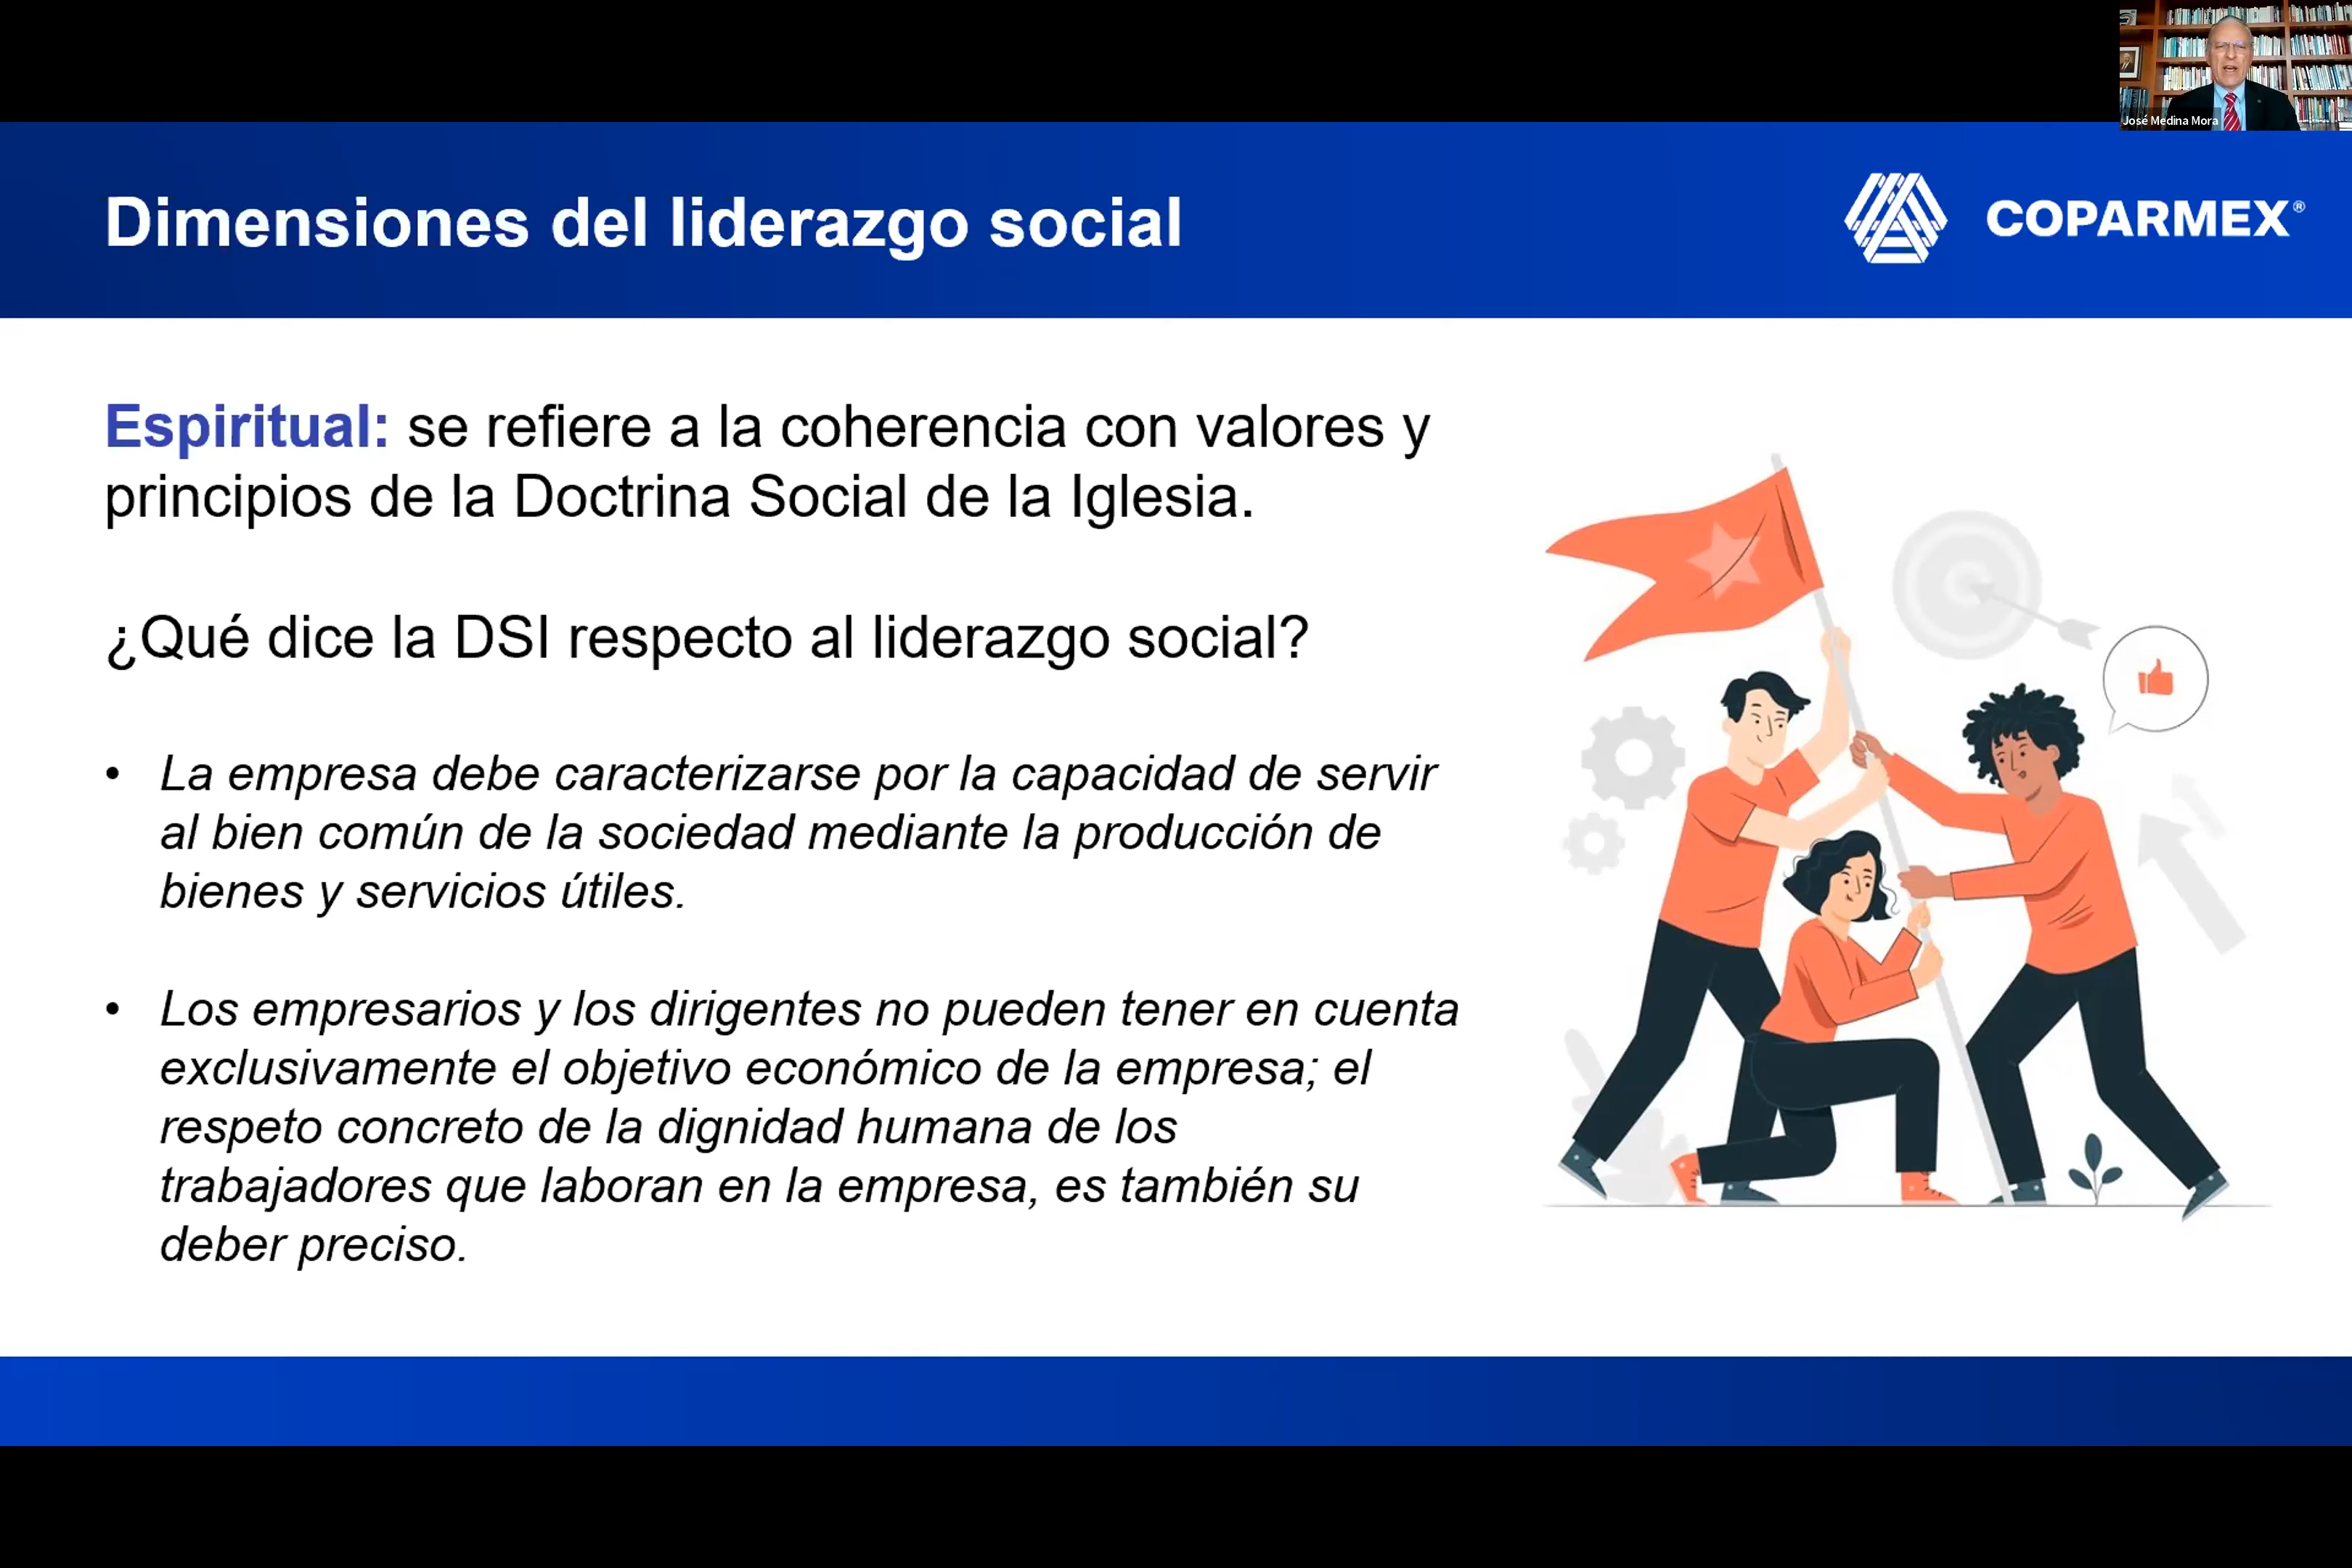 José Medina Mora
Dimensiones del liderazgo social
COPARMEX®
Espiritual: se refiere a la coherencia con valores y
principios de la Doctrina Social de la Iglesia.
¿Qué dice la DSI respecto al liderazgo social?
• La empresa debe caracterizarse por la capacidad de servir
al bien común de la sociedad mediante la producción de
bienes y servicios útiles.
• Los empresarios y los dirigentes no pueden tener en cuenta
exclusivamente el objetivo económico de la empresa; el
respeto concreto de la dignidad humana de los
trabajadores que laboran en la empresa, es también su
deber preciso.